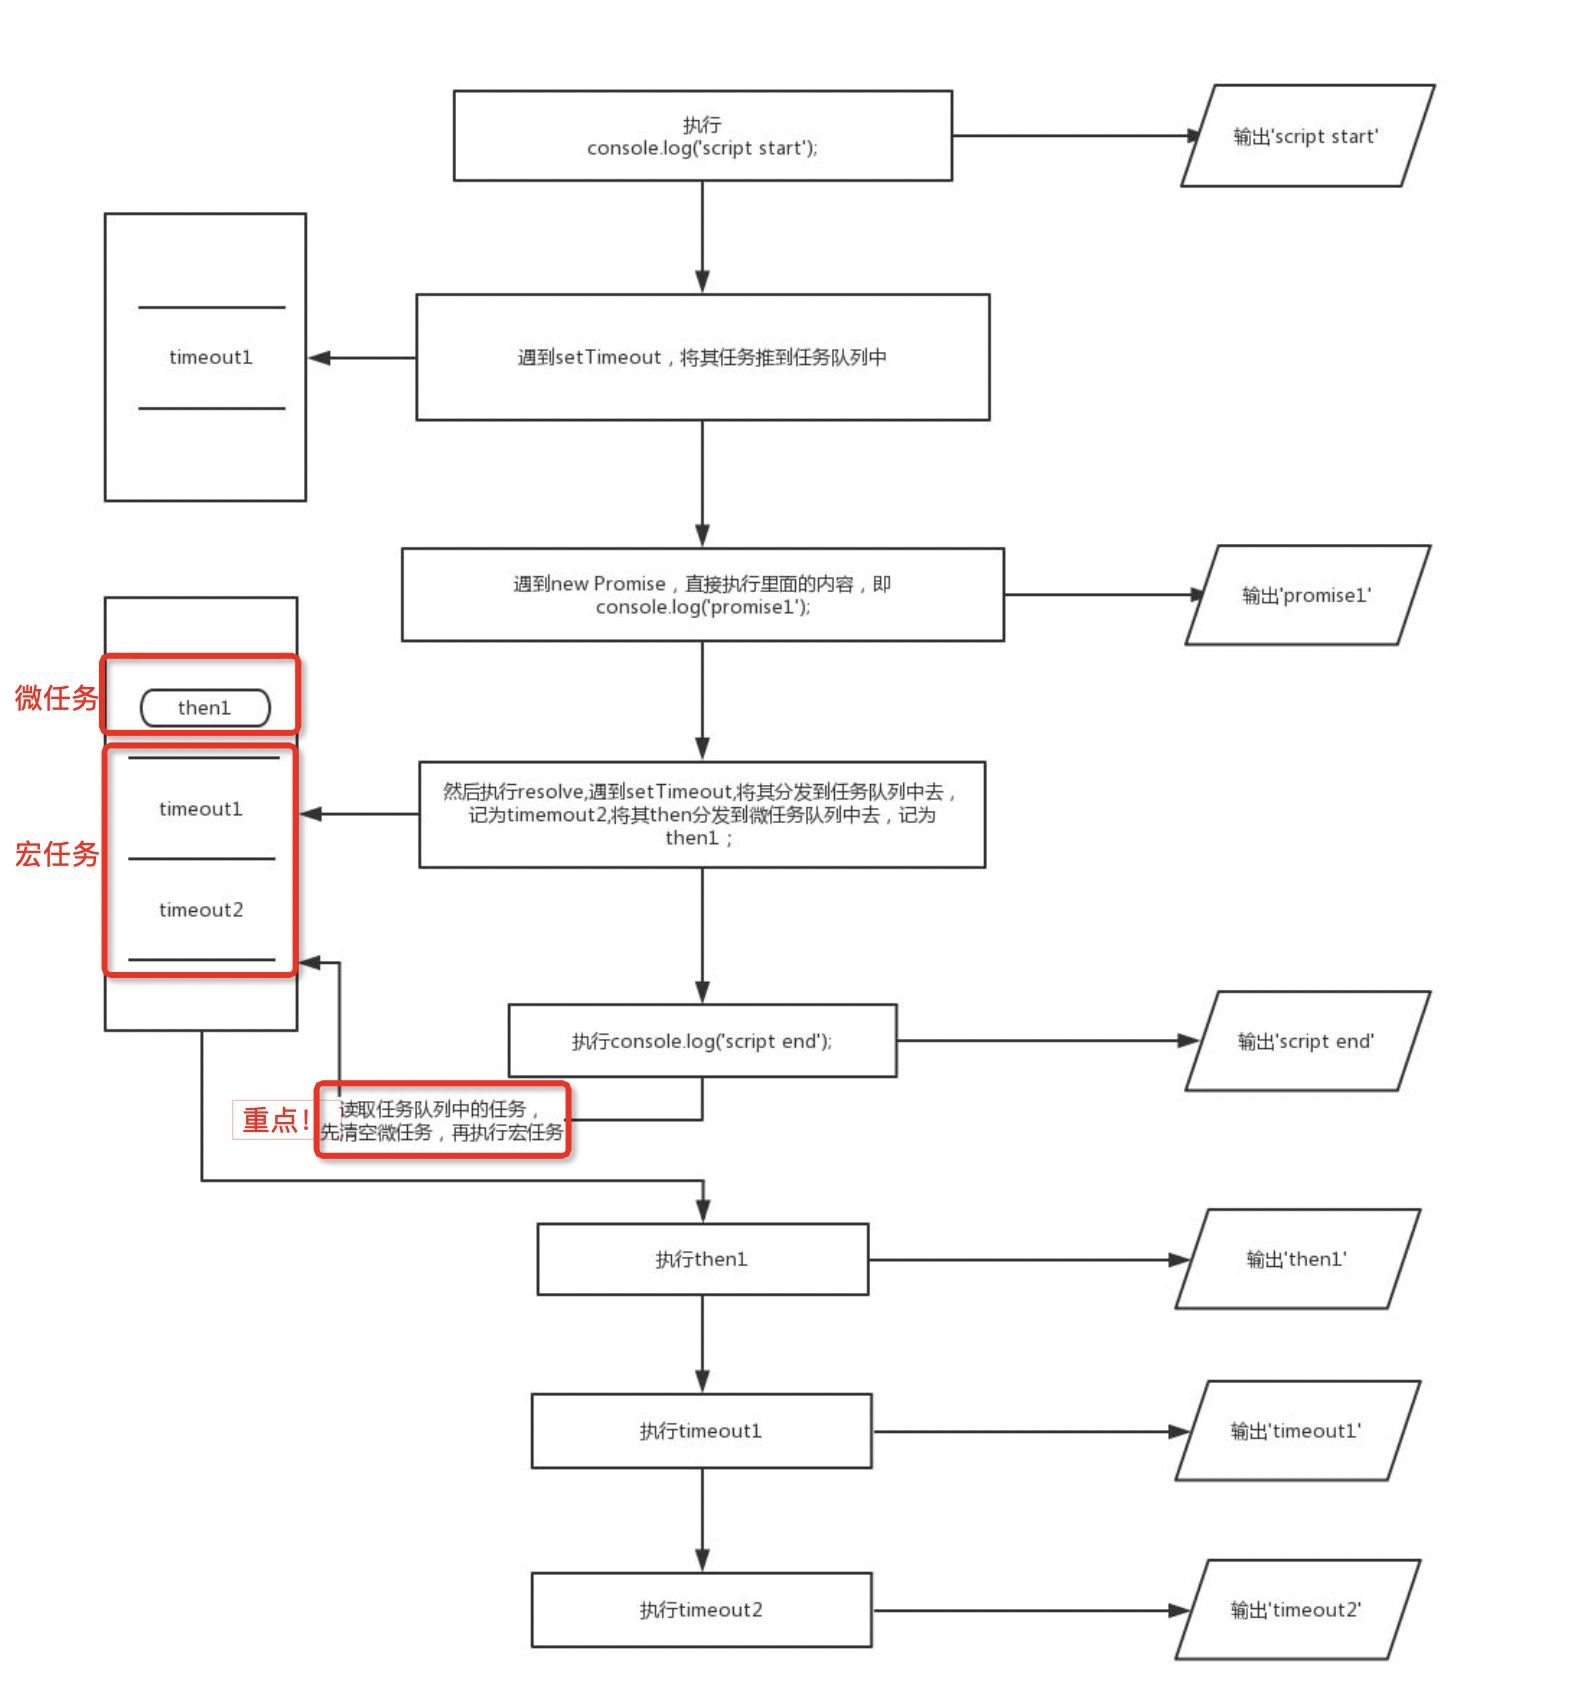 执行
console.log('script start');
输出'script start'
timeout1
遇到setTimeout，将其任务推到任务队列中
遇到new Promise，直接执行里面的内容，即
console.log('promise1');
输出'promise1'
微任务
then1
宏任务
timeout1
timeout2
然后执行resolve,遇到setTimeout,将其分发到任务队列中去，
记为timemout2,将其then分发到微任务队列中去，记为
then1；
执行console.log('script end');
输出'script end'
重点！
读取任务队列中的任务，
先清空微任务，再执行宏任务
执行then1
输出'then1'
执行timeout1
输出'timeout1'
执行timeout2
输出'timeout2'